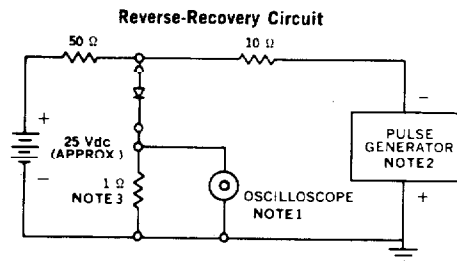 Reverse-Recovery Circuit
50 Ω
10 Ω
+
25 Vdc
(APPROX.)
−
1 Ω
NOTE 3
OSCILLOSCOPE
NOTE 1
−
PULSE
GENERATOR
NOTE 2
+